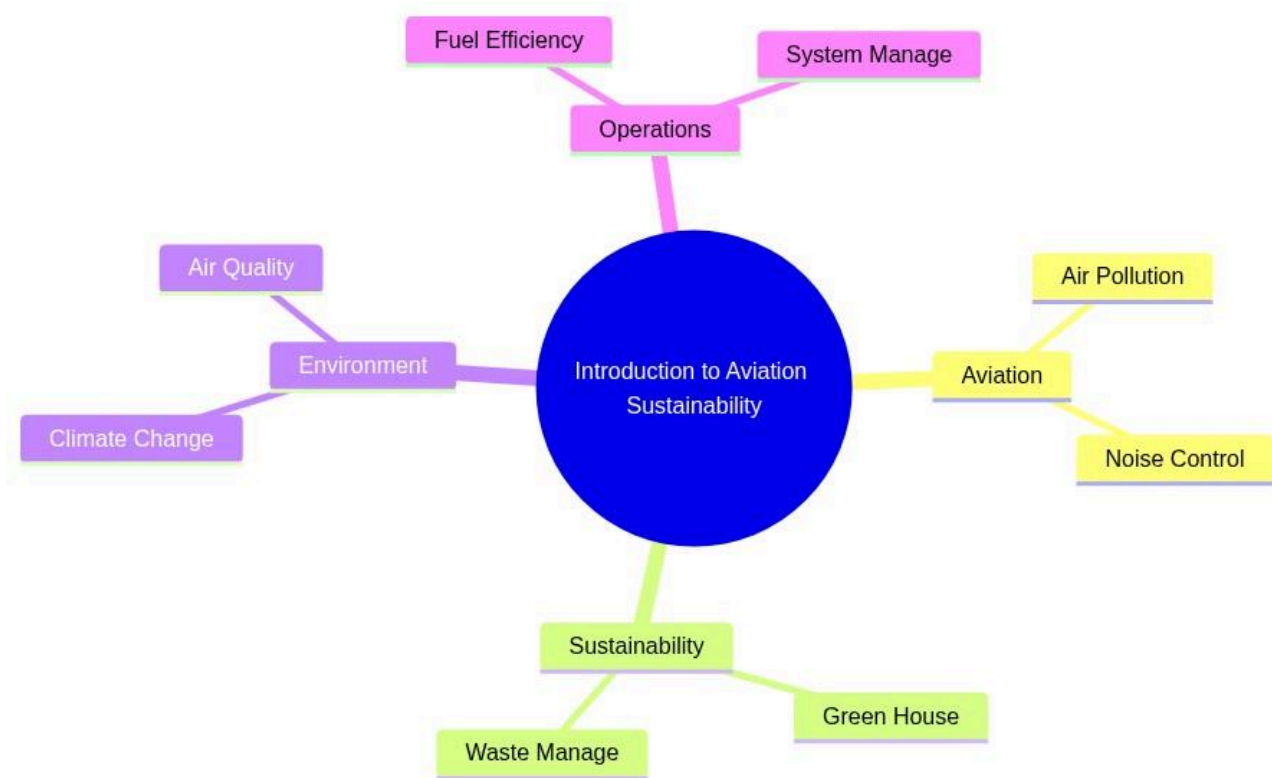 Fuel Efficiency
System Manage
Operations
Air Quality
Environment
Climate Change
Introduction to Aviation
Sustainability
Air Pollution
Aviation
Noise Control
Sustainability
Green House
Waste Manage